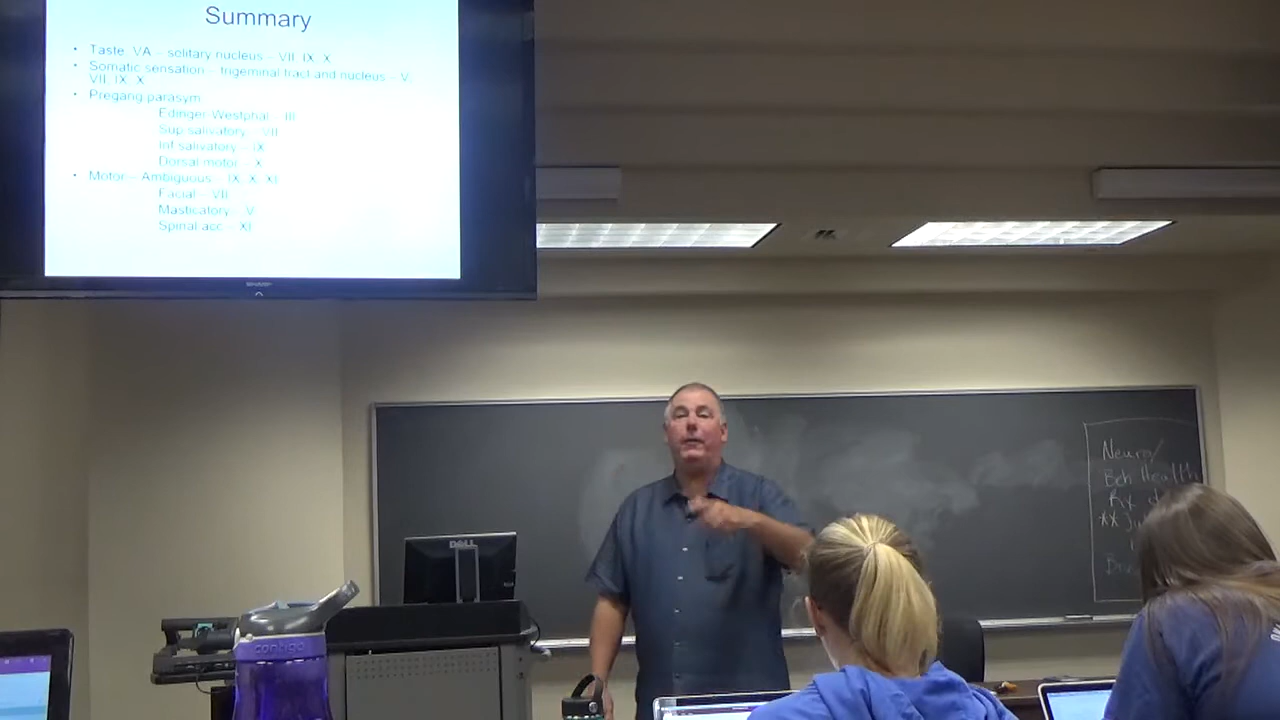 Summary
• Taste, VA – solitary nucleus – VII, IX, X
• Somatic sensation – trigeminal tract and nucleus – V,
VII, IX, X
• Pregang parasym
Edinger Westphal – III
Sup salivatory – VII
Inf salivatory – IX
Dorsal motor – X
• Motor – Ambiguous – IX, X, XI
Facial – VII
Masticatory – V
Spinal acc – XI
SHARP
DELL
contigo
Neuro/
Beh Health
Rx
**